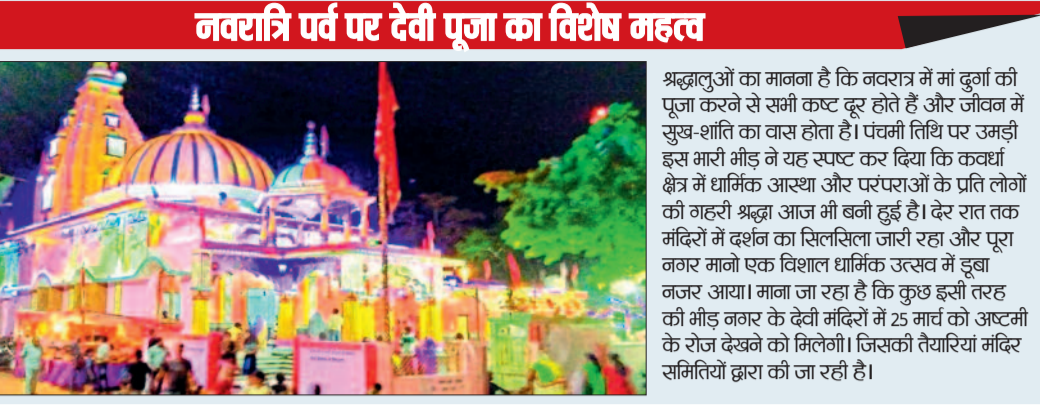 नवरात्रि पर्व पर देवी पूजा का विशेष महत्व
श्रद्धालुओं का मानना है कि नवरात्र में मां दुर्गा की
पूजा करने से सभी कष्ट दूर होते हैं और जीवन में
सुख-शांति का वास होता है। पंचमी तिथि पर उमड़ी
इस भारी भीड़ ने यह स्पष्ट कर दिया कि कवर्धा
क्षेत्र में धार्मिक आस्था और परंपराओं के प्रति लोगों
की गहरी श्रद्धा आज भी बनी हुई है। देर रात तक
मंदिरों में दर्शन का सिलसिला जारी रहा और पूरा
नगर मानो एक विशाल धार्मिक उत्सव में डूबा
नजर आया। माना जा रहा है कि कुछ इसी तरह
की भीड़ नगर के देवी मंदिरों में 25 मार्च को अष्टमी
के रोज देखने को मिलेगी। जिसकी तैयारियां मंदिर
समितियों द्वारा की जा रही है।